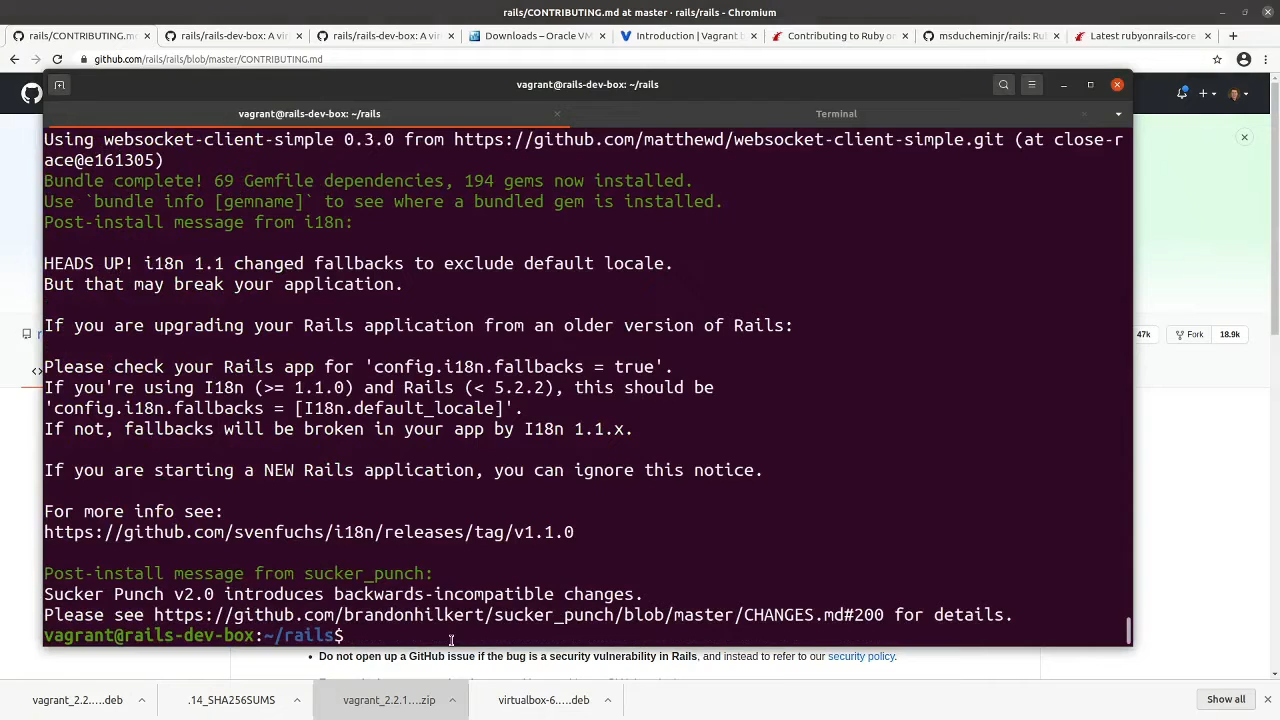 rails/CONTRIBUTING.md at master · rails/rails - Chromium
rails/CONTRIBUTING.md
rails/rails-dev-box: A vi
rails/rails-dev-box: A vi
Downloads – Oracle VM
Introduction | Vagrant b
Contributing to Ruby on
msducheminjr/rails: Ru
Latest rubyonrails-core
github.com/rails/rails/blob/master/CONTRIBUTING.md
vagrant@rails-dev-box: ~/rails
vagrant@rails-dev-box: ~/rails
Terminal
Using websocket-client-simple 0.3.0 from https://github.com/matthewd/websocket-client-simple.git (at close-r
ace@e161305)
Bundle complete! 69 Gemfile dependencies, 194 gems now installed.
Use `bundle info [gemname]` to see where a bundled gem is installed.
Post-install message from i18n:
HEADS UP! i18n 1.1 changed fallbacks to exclude default locale.
But that may break your application.
If you are upgrading your Rails application from an older version of Rails:
Please check your Rails app for 'config.i18n.fallbacks = true'.
If you're using I18n (>= 1.1.0) and Rails (< 5.2.2), this should be
'config.i18n.fallbacks = [I18n.default_locale]'.
If not, fallbacks will be broken in your app by I18n 1.1.x.
If you are starting a NEW Rails application, you can ignore this notice.
For more info see:
https://github.com/svenfuchs/i18n/releases/tag/v1.1.0
Post-install message from sucker_punch:
Sucker Punch v2.0 introduces backwards-incompatible changes.
Please see https://github.com/brandonhilkert/sucker_punch/blob/master/CHANGES.md#200 for details.
vagrant@rails-dev-box:~/rails$
47k
Fork
18.9k
Do not open up a GitHub issue if the bug is a security vulnerability in Rails, and instead to refer to our security policy.
vagrant_2.2.....deb
.14_SHA256SUMS
vagrant_2.2.1....zip
virtualbox-6.....deb
Show all